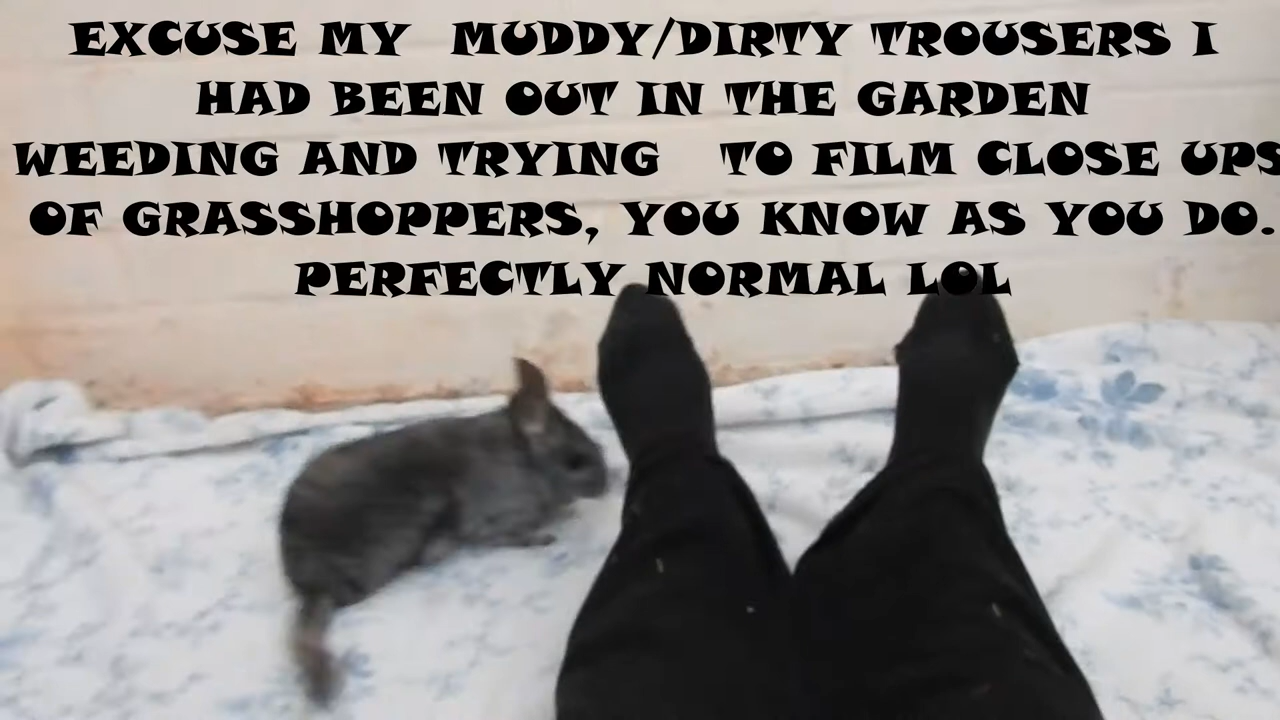 EXCUSE MY MUDDY/DIRTY TROUSERS I
HAD BEEN OUT IN THE GARDEN
WEEDING AND TRYING TO FILM CLOSE UPS
OF GRASSHOPPERS, YOU KNOW AS YOU DO.
PERFECTLY NORMAL LOL